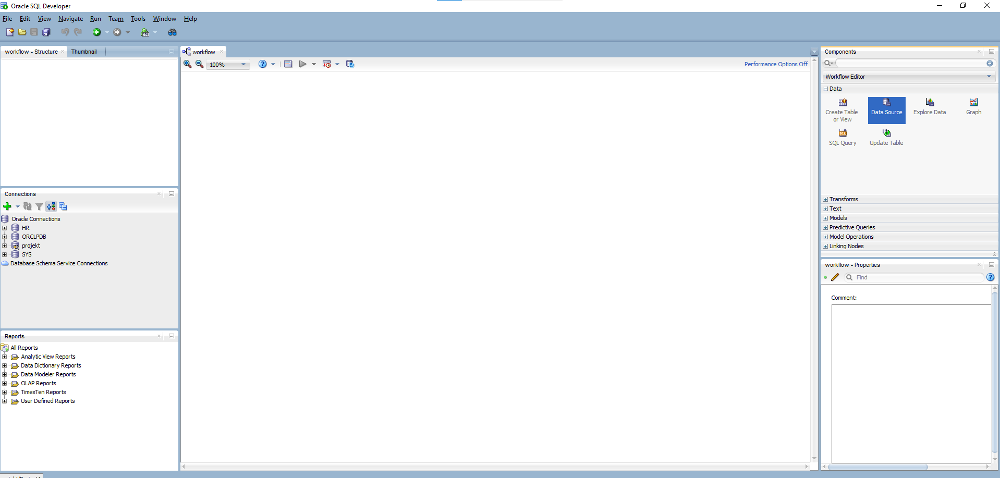 Oracle SQL Developer
File Edit View Navigate Run Team Tools Window Help
workflow - Structure Thumbnail
Connections
Oracle Connections
HR
ORCLPDB
projekt
SYS
Database Schema Service Connections
Reports
All Reports
Analytic View Reports
Data Dictionary Reports
Data Modeler Reports
OLAP Reports
TimesTen Reports
User Defined Reports
workflow
100%
Performance Options Off
Components
Workflow Editor
Data
Create Table
or View
Data Source
Explore Data
Graph
SQL Query
Update Table
Transforms
Text
Models
Predictive Queries
Model Operations
Linking Nodes
workflow - Properties
Find
Comment: